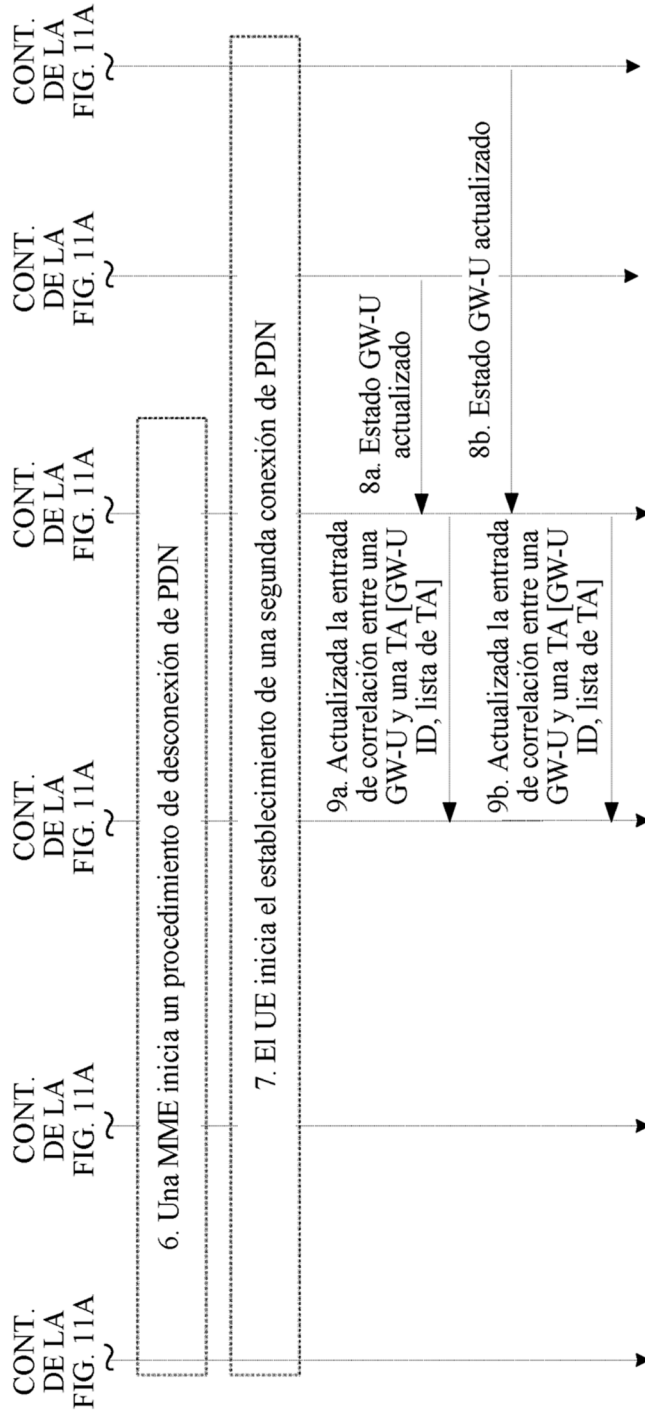 CONT.
DE LA
FIG. 11A
CONT.
DE LA
FIG. 11A
CONT.
DE LA
FIG. 11A
CONT.
DE LA
FIG. 11A
CONT.
DE LA
FIG. 11A
CONT.
DE LA
FIG. 11A
6. Una MME inicia un procedimiento de desconexión de PDN
7. El UE inicia el establecimiento de una segunda conexión de PDN
8a. Estado GW-U
actualizado
9a. Actualizada la entrada
de correlación entre una
GW-U y una TA [GW-U
ID, lista de TA]
8b. Estado GW-U actualizado
9b. Actualizada la entrada
de correlación entre una
GW-U y una TA [GW-U
ID, lista de TA]